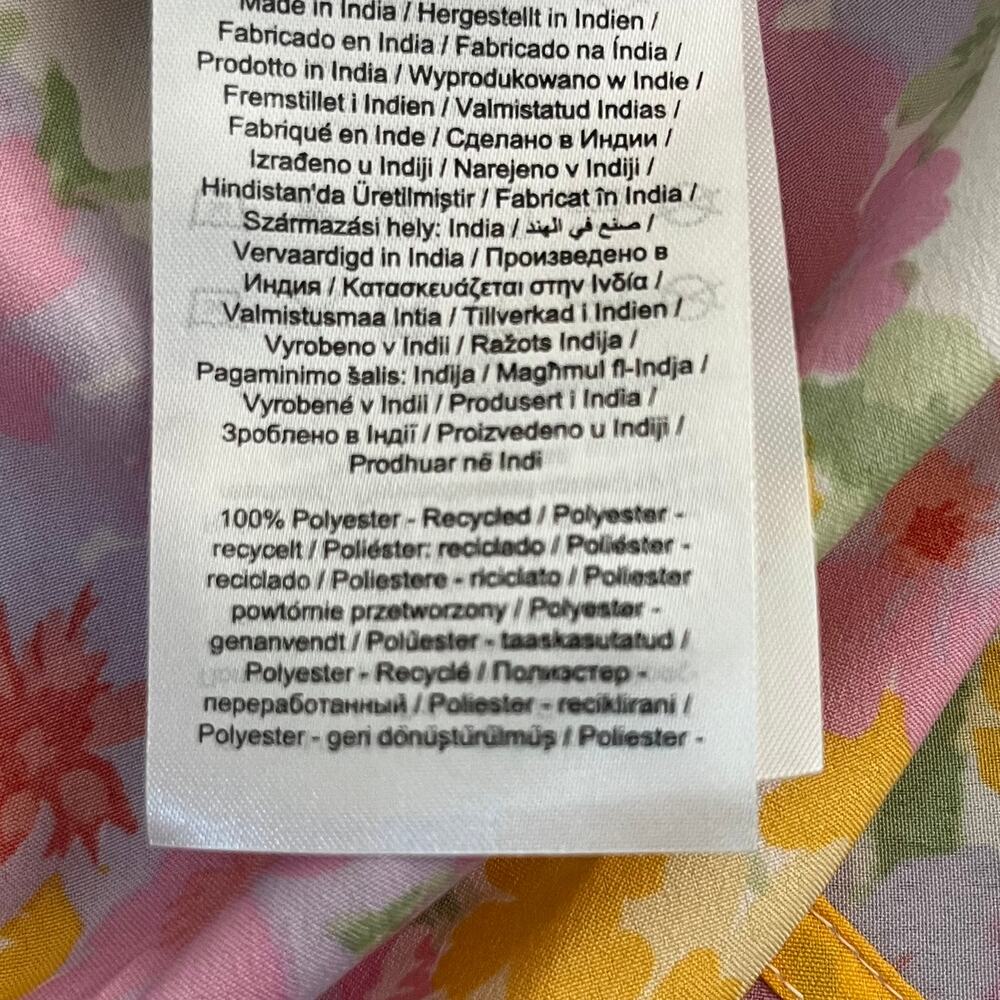 Made in India / Hergestellt in Indien /
Fabricado en India / Fabricado na Índia /
Prodotto in India / Wyprodukowano w Indie /
Fremstillet i Indien / Valmistatud Indias /
Fabriqué en Inde / Сделано в Индии /
Izrađeno u Indiji / Narejeno v Indiji /
Hindistan'da Üretilmiştir / Fabricat în India /
Származási hely: India / صنع في الهند /
Vervaardigd in India / Произведено в
Индия / Κατασκευάζεται στην Ινδία /
Valmistusmaa Intia / Tillverkad i Indien /
Vyrobeno v Indii / Ražots Indija /
Pagaminimo šalis: Indija / Magħmul fl-Indja /
Vyrobené v Indii / Produsert i India /
Зроблено в Індії / Proizvedeno u Indiji /
Prodhuar në Indi
100% Polyester - Recycled / Polyester -
recycelt / Poliéster: reciclado / Poliéster -
reciclado / Poliestere - riciclato / Poliester
powtórnie przetworzony / Polyester -
genanvendt / Polüester - taaskasutatud /
Polyester - Recyclé / Полиэстер -
переработанный / Poliester - reciklirani /
Polyester - geri dönüştürülmüş / Poliester -